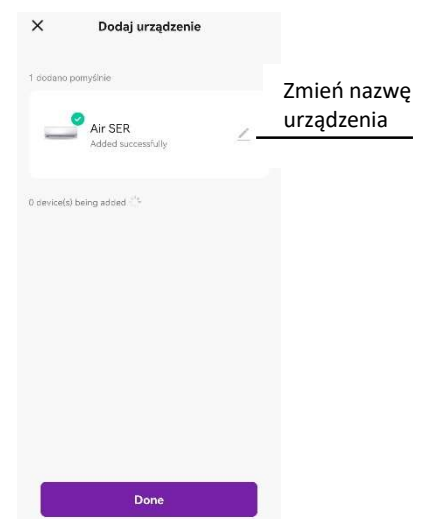 Dodaj urządzenie
1 dodano pomyślnie
Zmień nazwę
urządzenia
Air SER
Added successfully
0 device(s) being added
Done